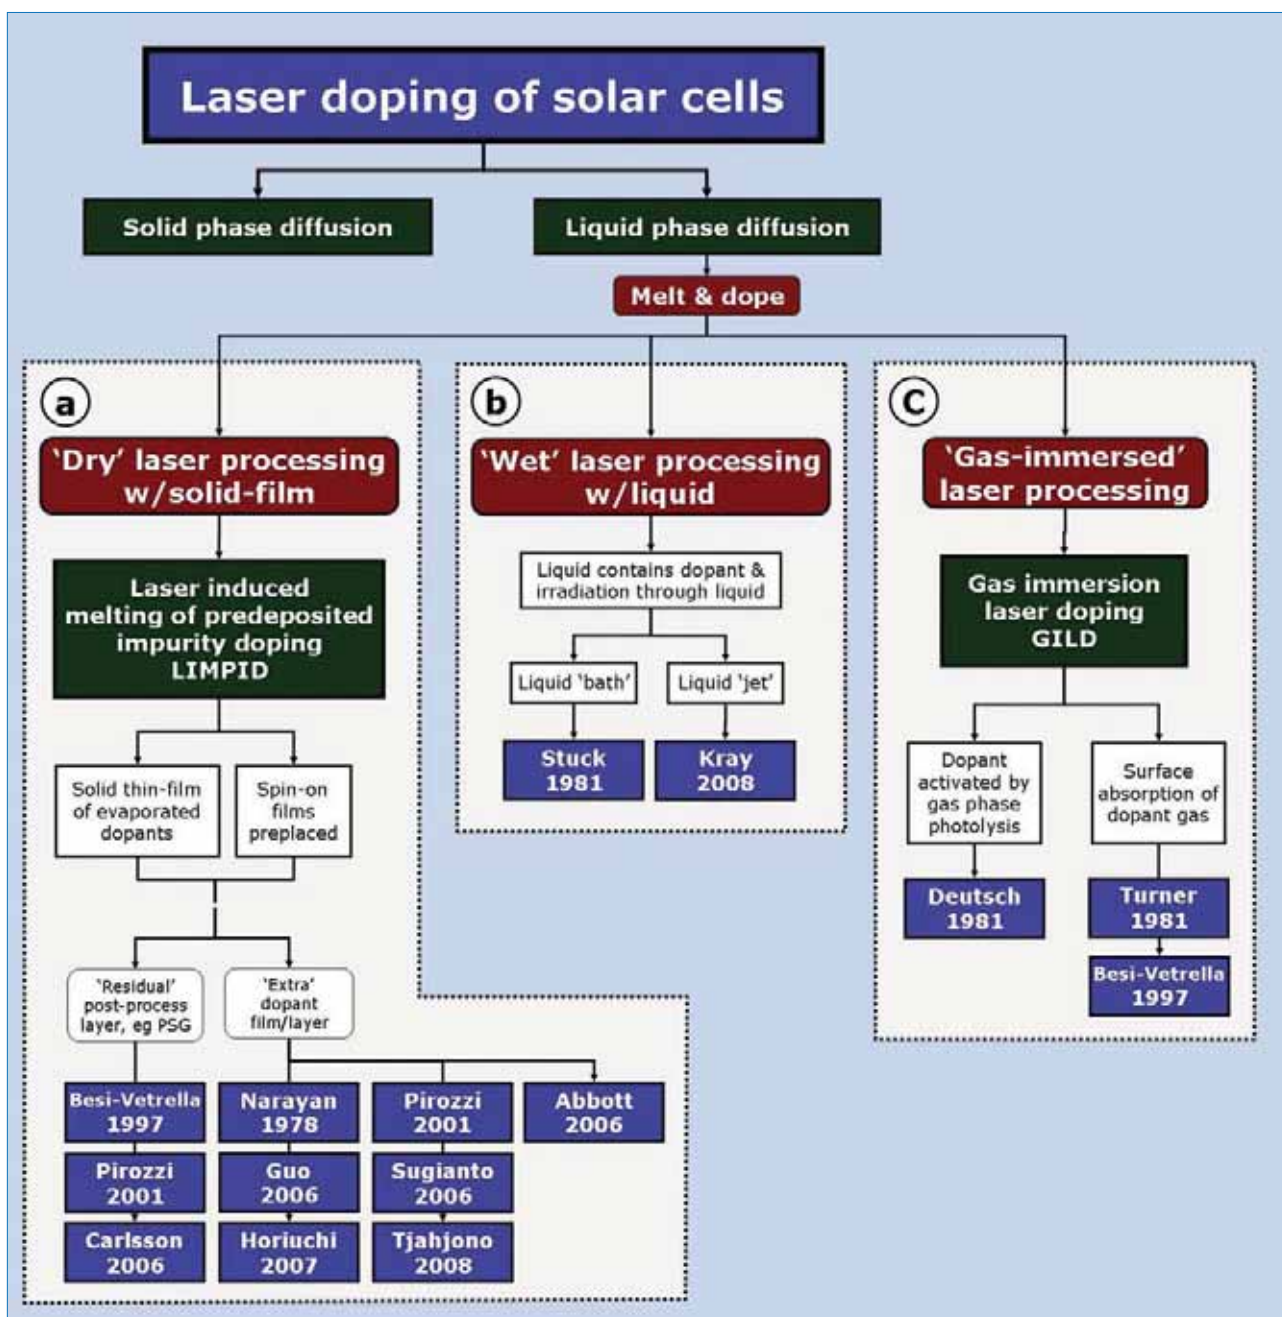 Laser doping of solar cells
Solid phase diffusion
Liquid phase diffusion
Melt & dope
a
‘Dry’ laser processing
w/solid-film
Laser induced
melting of predeposited
impurity doping
LIMPID
Solid thin-film
of evaporated
dopants
Spin-on
films
preplaced
‘Residual’
post-process
layer, eg PSG
‘Extra’
dopant
film/layer
Besi-Vetrella
1997
Pirozzi
2001
Carlsson
2006
Narayan
1978
Guo
2006
Horiuchi
2007
Pirozzi
2001
Sugianto
2006
Tjahjono
2008
Abbott
2006
b
‘Wet’ laser processing
w/liquid
Liquid contains dopant &
irradiation through liquid
Liquid ‘bath’
Liquid ‘jet’
Stuck
1981
Kray
2008
C
‘Gas-immersed’
laser processing
Gas immersion
laser doping
GILD
Dopant
activated by
gas phase
photolysis
Surface
absorption of
dopant gas
Deutsch
1981
Turner
1981
Besi-Vetrella
1997